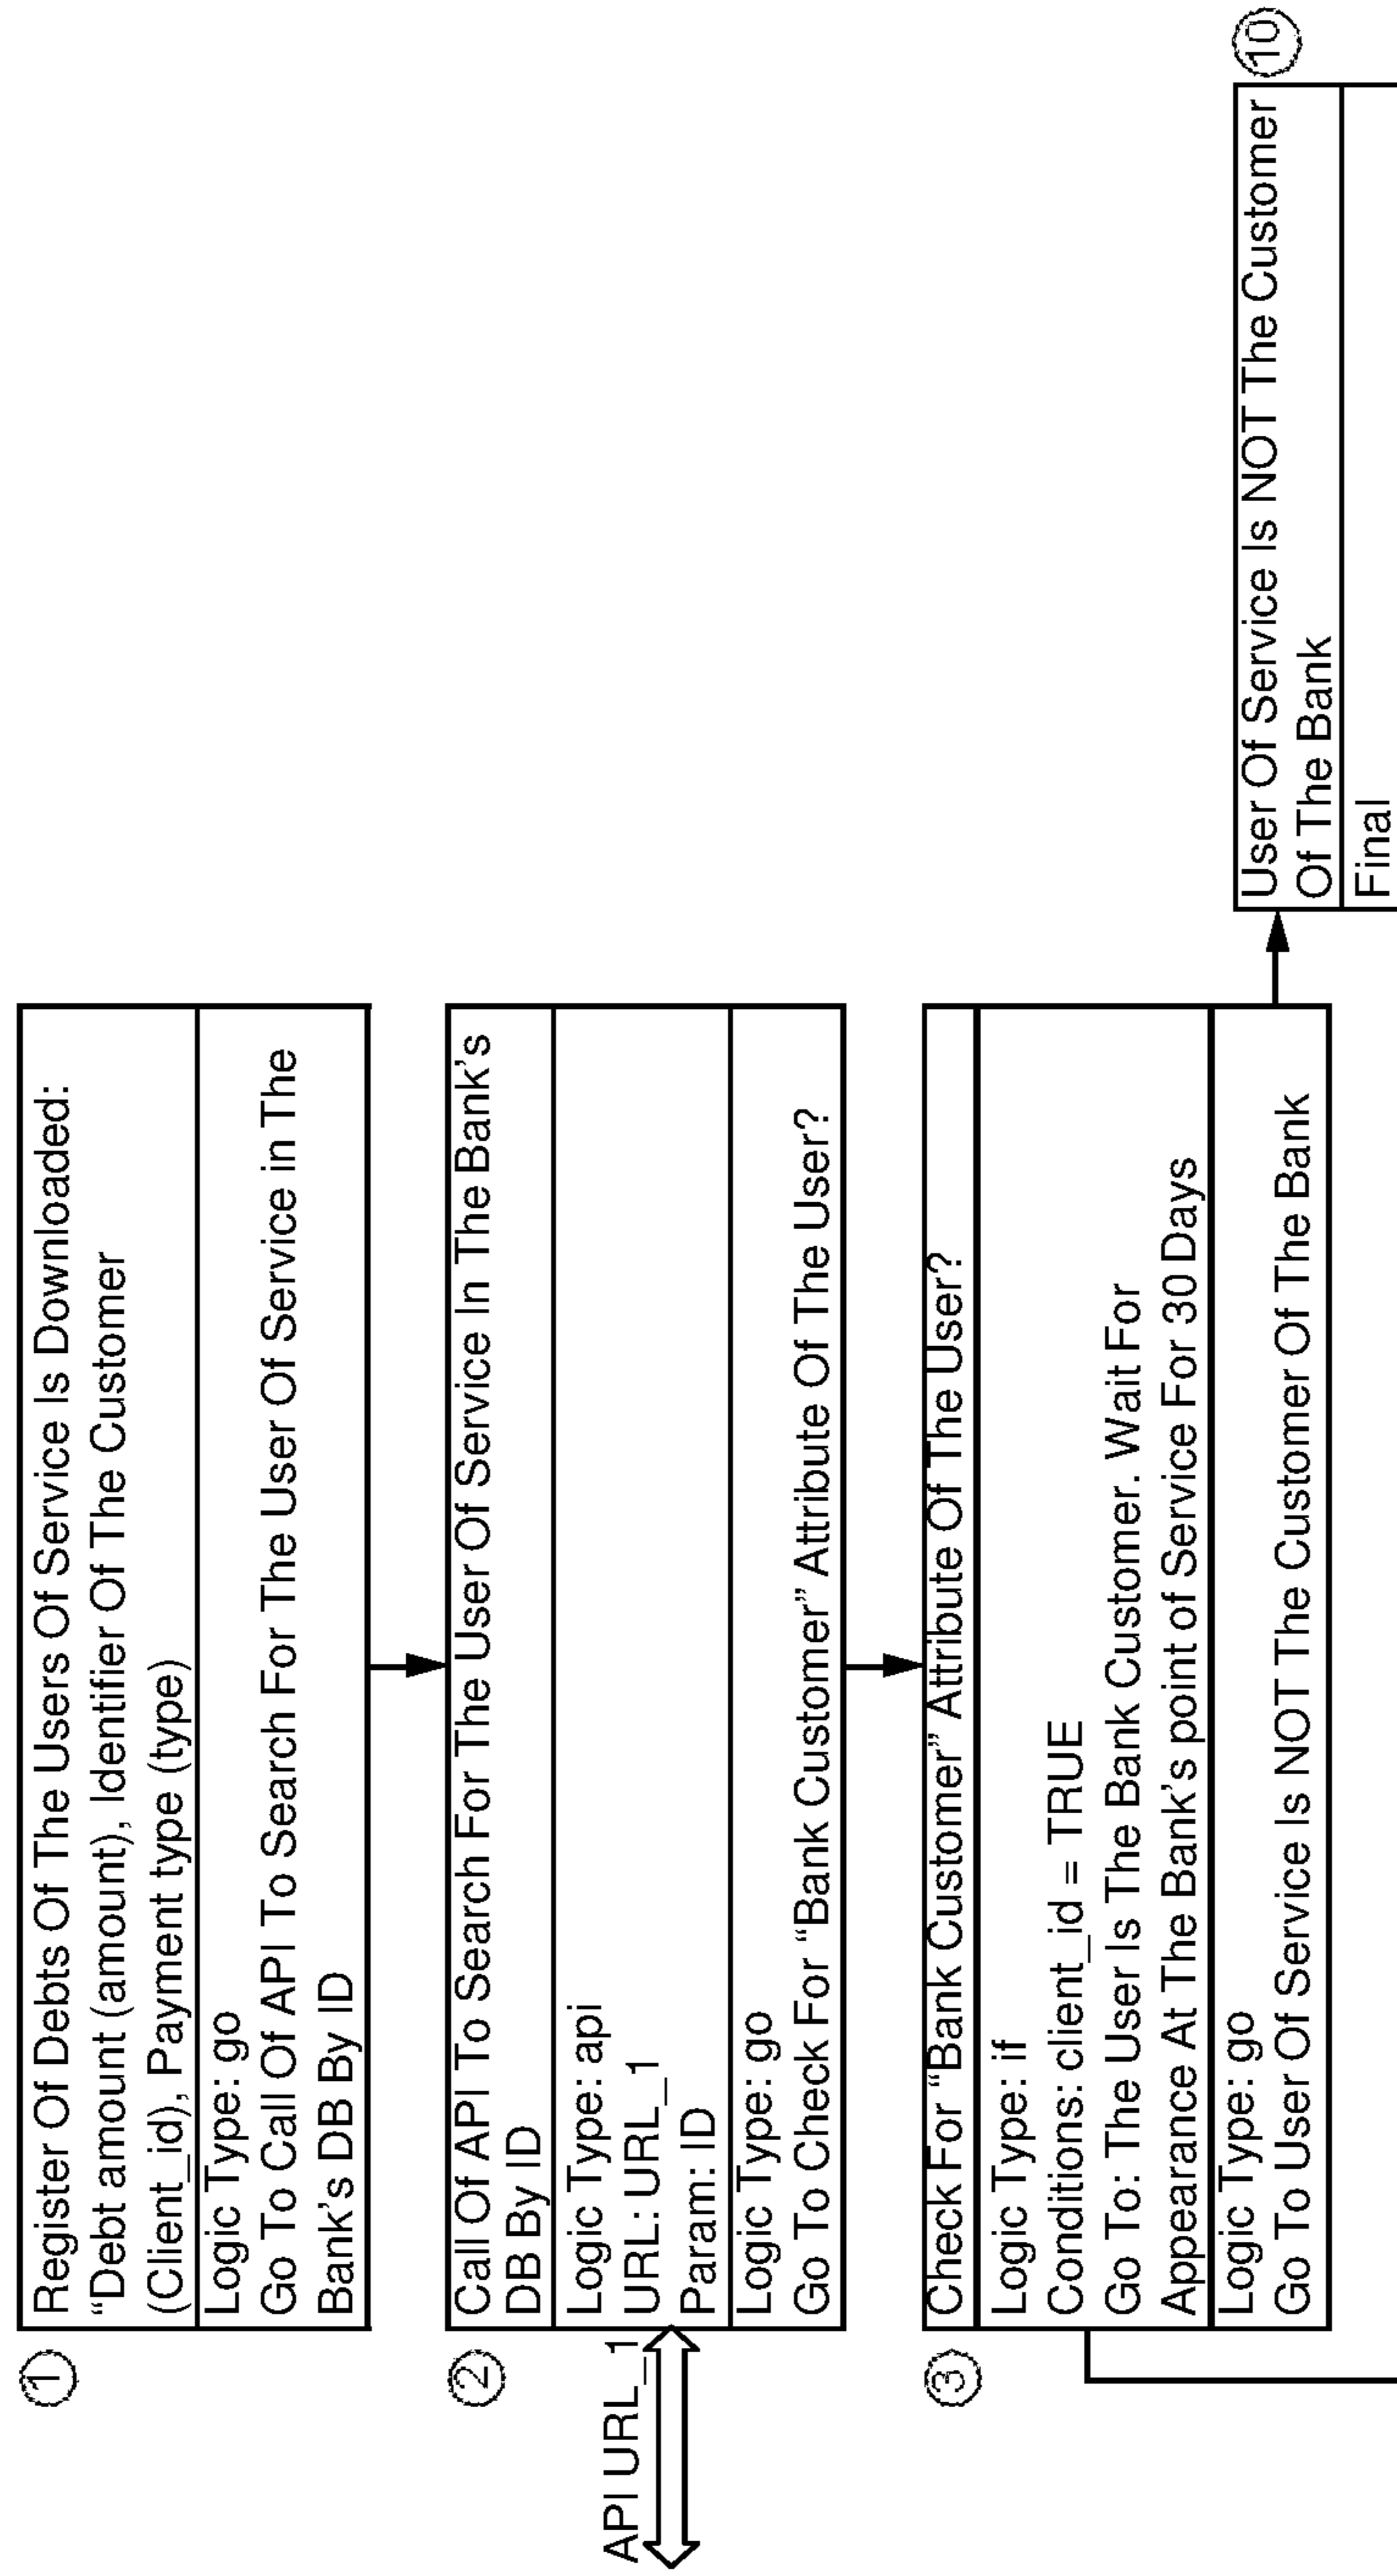 ①
Register Of Debts Of The Users Of Service Is Downloaded:
“Debt amount (amount), Identifier Of The Customer
(Client_id), Payment type (type)
Logic Type: go
Go To Call Of API To Search For The User Of Service in The
Bank’s DB By ID
②
Call Of API To Search For The User Of Service In The Bank’s
DB By ID
API URL_1
Logic Type: api
URL: URL_1
Param: ID
Logic Type: go
Go To Check For “Bank Customer” Attribute Of The User?
③
Check For “Bank Customer” Attribute Of The User?
Logic Type: if
Conditions: client_id = TRUE
Go To: The User Is The Bank Customer. Wait For
Appearance At The Bank’s point of Service For 30 Days
Logic Type: go
Go To User Of Service Is NOT The Customer Of The Bank
⑩
User Of Service Is NOT The Customer
Of The Bank
Final